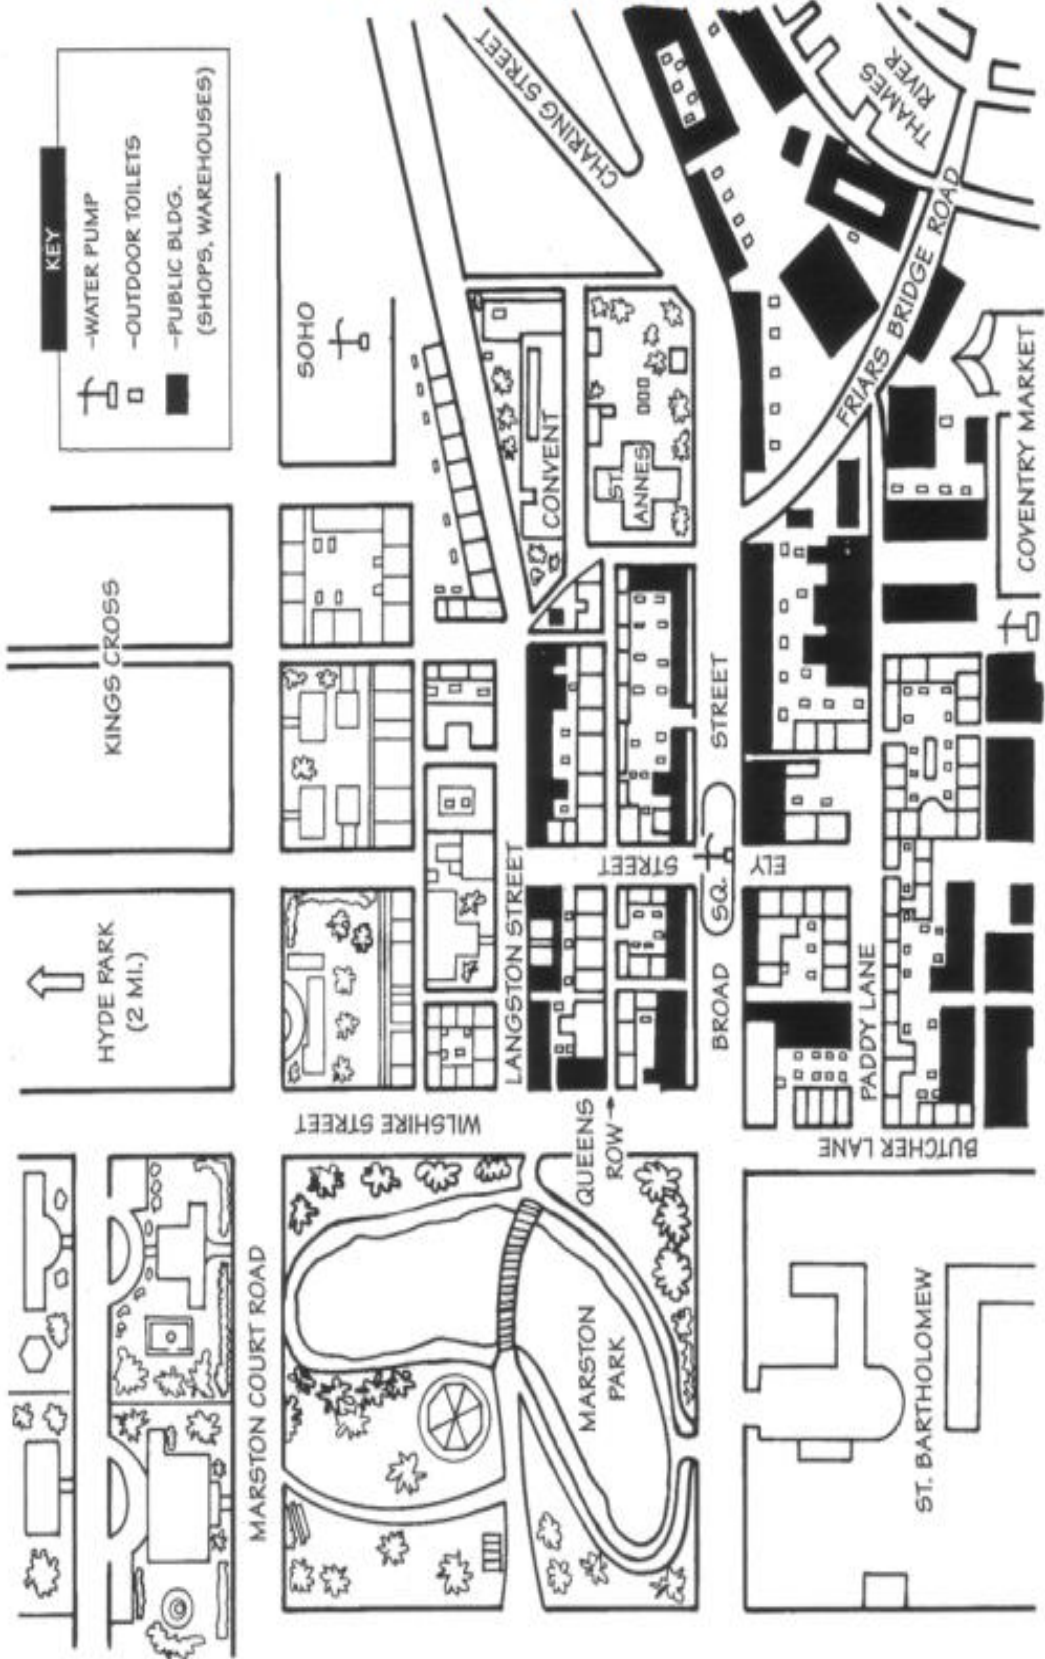 KEY
-WATER PUMP
-OUTDOOR TOILETS
-PUBLIC BLDG.
(SHOPS, WAREHOUSES)
HYDE PARK
(2 MI.)
KINGS CROSS
SOHO
MARSTON COURT ROAD
WILSHIRE STREET
LANGSTON STREET
CONVENT
CHARING STREET
ST.
ANNES
QUEENS
ROW
STREET
MARSTON
PARK
BROAD SQ. STREET
ELY
THAMES
RIVER
FRIARS BRIDGE ROAD
PADDY LANE
BUTCHER LANE
ST. BARTHOLOMEW
COVENTRY MARKET